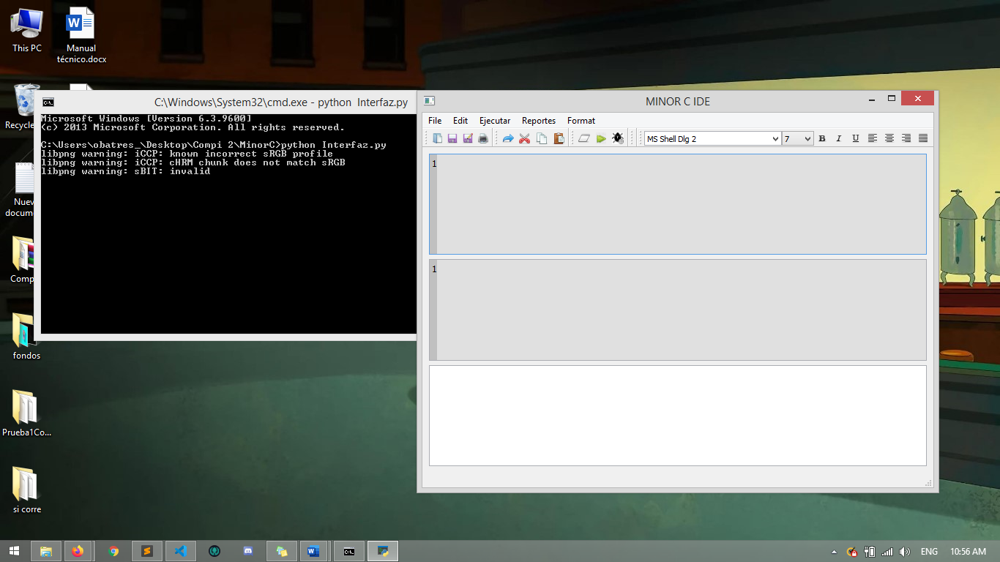 This PC
Manual
técnico.docx
Recycle
Nuev
docume
Comp
fondos
Prueba1Co...
si corre
C:\Windows\System32\cmd.exe - python Interfaz.py
Microsoft Windows [Version 6.3.9600]
(c) 2013 Microsoft Corporation. All rights reserved.
C:\Users\obatres_\Desktop\Compi 2\MinorC>python Interfaz.py
libpng warning: iCCP: known incorrect sRGB profile
libpng warning: iCCP: cHRM chunk does not match sRGB
libpng warning: sBIT: invalid
MINOR C IDE
File Edit Ejecutar Reportes Format
MS Shell Dlg 2 7 B I U
1
1
ENG 10:56 AM